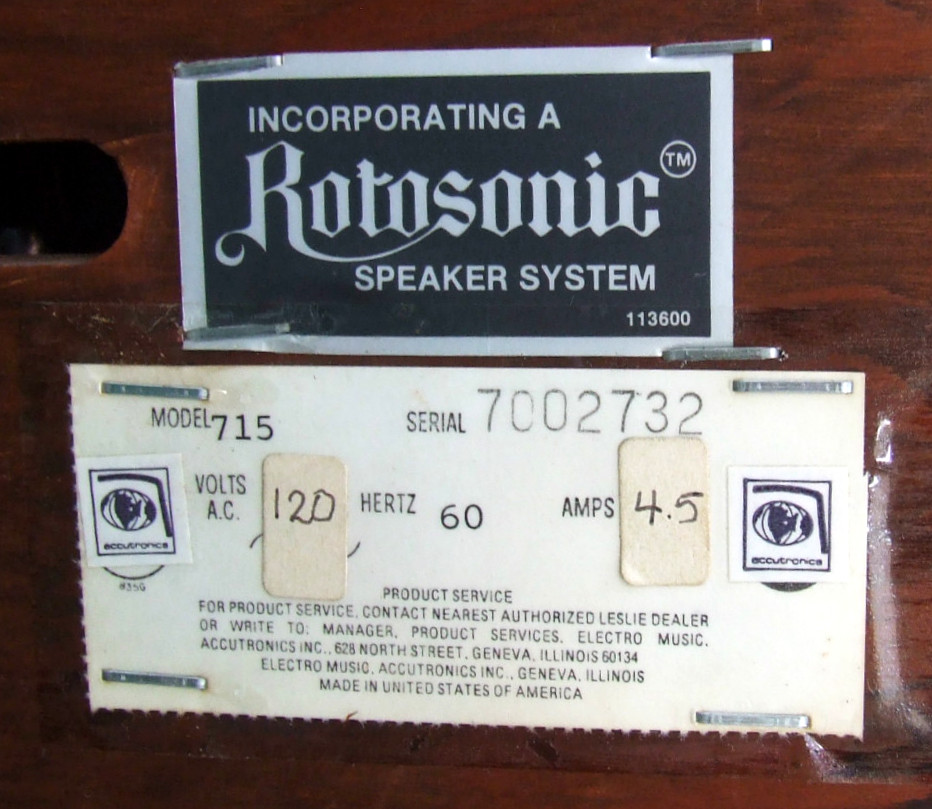 INCORPORATING A
Rotosonic TM
SPEAKER SYSTEM
113600
MODEL 715 SERIAL 7002732
VOLTS A.C. 120 HERTZ 60 AMPS 4.5
accutronics accutronics
PRODUCT SERVICE
FOR PRODUCT SERVICE, CONTACT NEAREST AUTHORIZED LESLIE DEALER
OR WRITE TO: MANAGER, PRODUCT SERVICES, ELECTRO MUSIC,
ACCUTRONICS INC., 628 NORTH STREET, GENEVA, ILLINOIS 60134
ELECTRO MUSIC, ACCUTRONICS INC., GENEVA, ILLINOIS
MADE IN UNITED STATES OF AMERICA